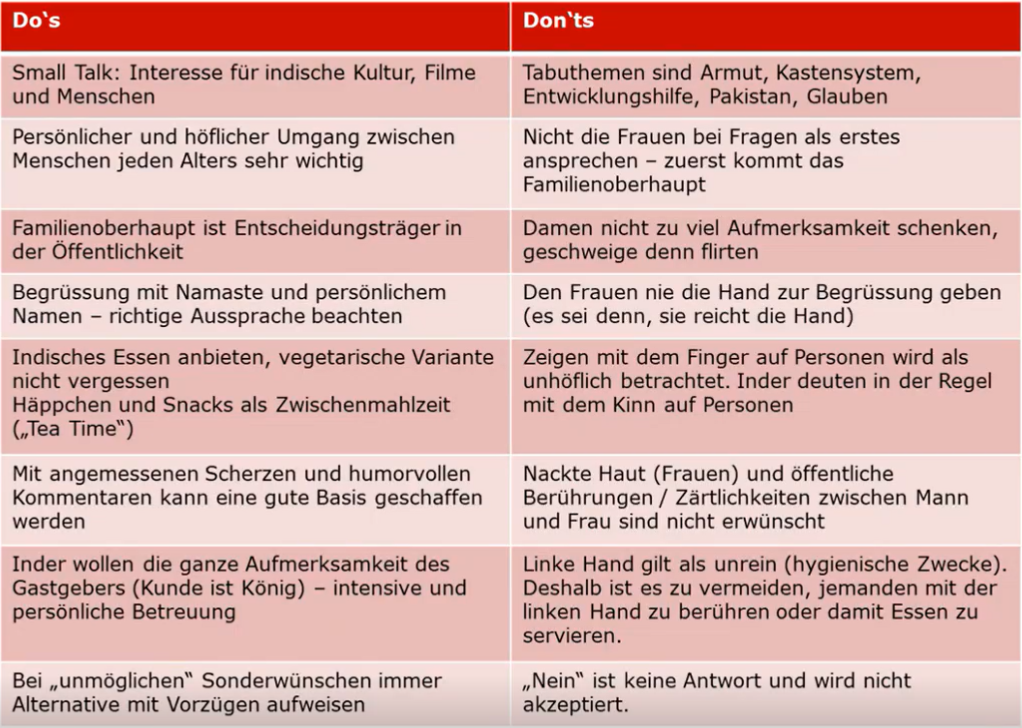 Do‘s
Don‘ts
Small Talk: Interesse für indische Kultur, Filme
und Menschen
Tabuthemen sind Armut, Kastensystem,
Entwicklungshilfe, Pakistan, Glauben
Persönlicher und höflicher Umgang zwischen
Menschen jeden Alters sehr wichtig
Nicht die Frauen bei Fragen als erstes
ansprechen – zuerst kommt das
Familienoberhaupt
Familienoberhaupt ist Entscheidungsträger in
der Öffentlichkeit
Damen nicht zu viel Aufmerksamkeit schenken,
geschweige denn flirten
Begrüssung mit Namaste und persönlichem
Namen – richtige Aussprache beachten
Den Frauen nie die Hand zur Begrüssung geben
(es sei denn, sie reicht die Hand)
Indisches Essen anbieten, vegetarische Variante
nicht vergessen
Häppchen und Snacks als Zwischenmahlzeit
(„Tea Time“)
Zeigen mit dem Finger auf Personen wird als
unhöflich betrachtet. Inder deuten in der Regel
mit dem Kinn auf Personen
Mit angemessenen Scherzen und humorvollen
Kommentaren kann eine gute Basis geschaffen
werden
Nackte Haut (Frauen) und öffentliche
Berührungen / Zärtlichkeiten zwischen Mann
und Frau sind nicht erwünscht
Inder wollen die ganze Aufmerksamkeit des
Gastgebers (Kunde ist König) – intensive und
persönliche Betreuung
Linke Hand gilt als unrein (hygienische Zwecke).
Deshalb ist es zu vermeiden, jemanden mit der
linken Hand zu berühren oder damit Essen zu
servieren.
Bei „unmöglichen“ Sonderwünschen immer
Alternative mit Vorzügen aufweisen
„Nein“ ist keine Antwort und wird nicht
akzeptiert.